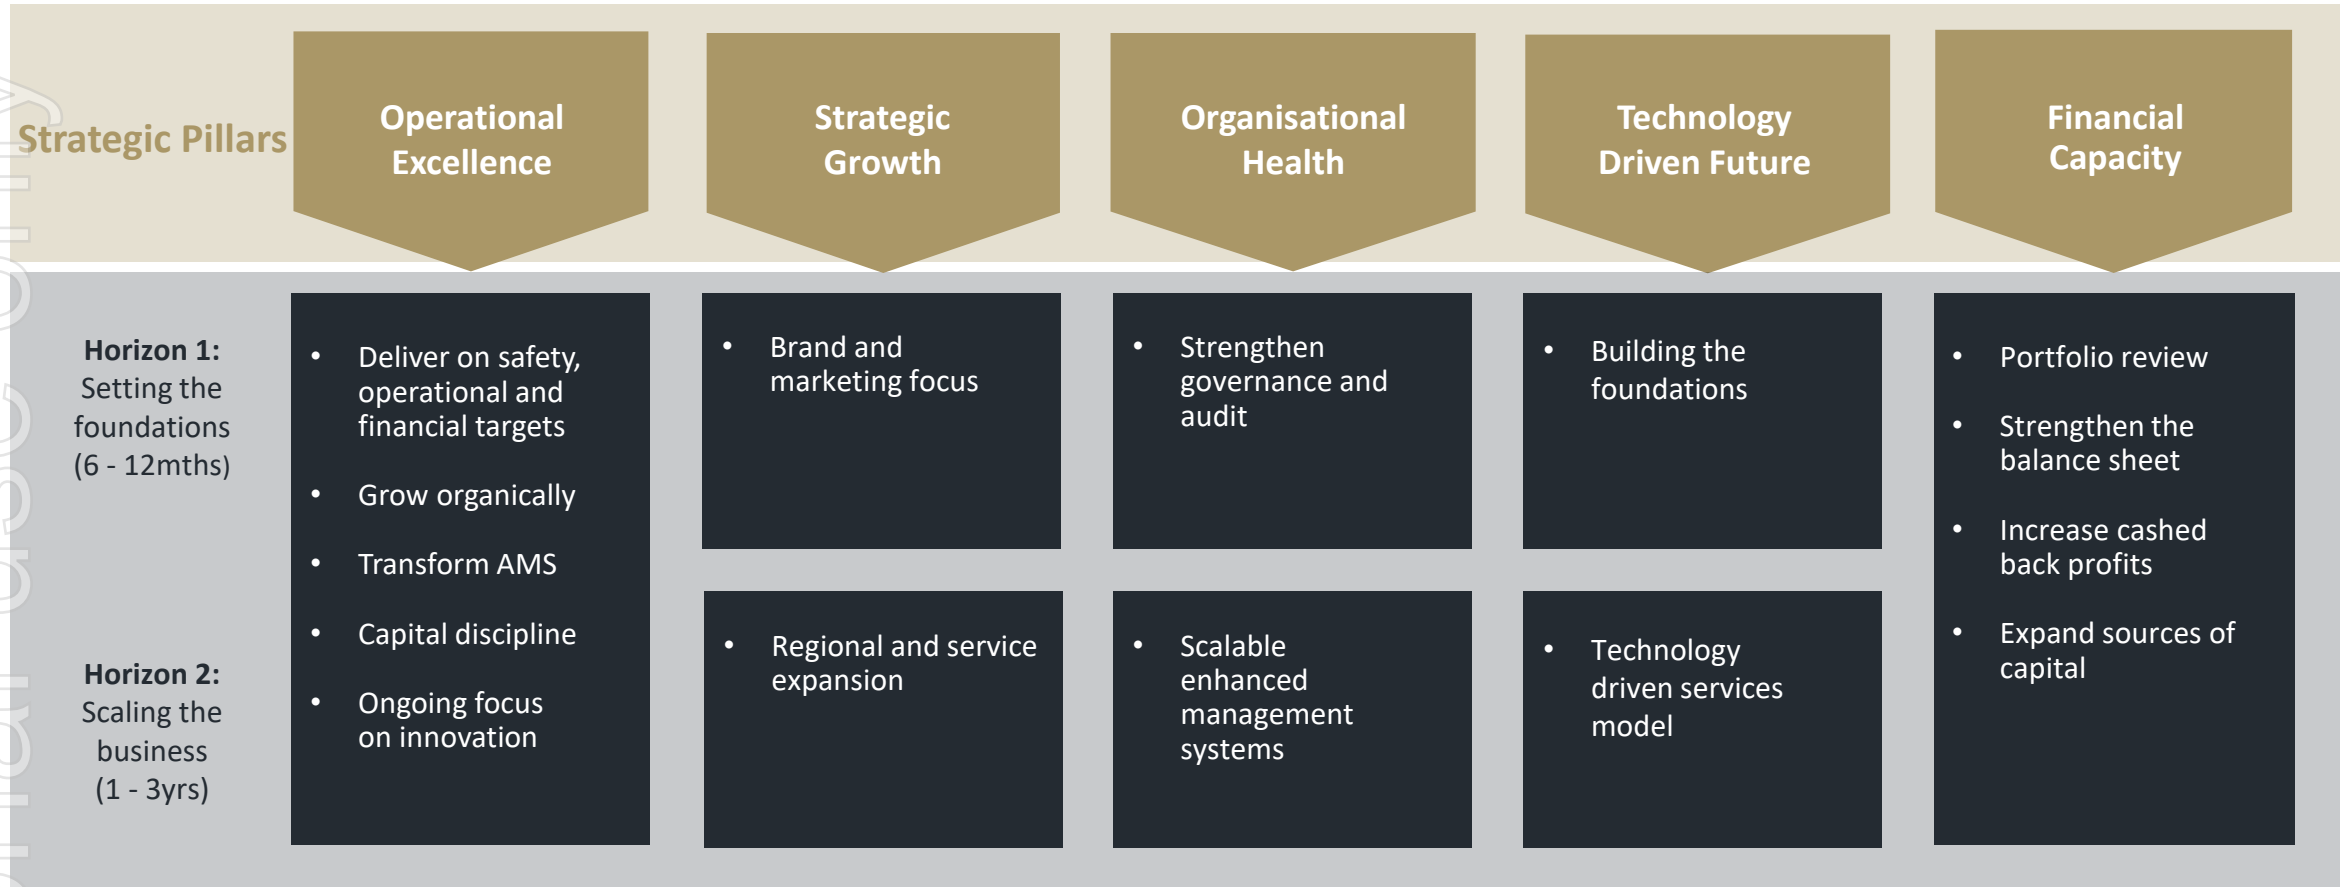 Strategic Pillars
Operational
Excellence
Strategic
Growth
Organisational
Health
Technology
Driven Future
Financial
Capacity
Horizon 1:
Setting the
foundations
(6 - 12mths)
Horizon 2:
Scaling the
business
(1 - 3yrs)
• Deliver on safety,
operational and
financial targets
• Grow organically
• Transform AMS
• Capital discipline
• Ongoing focus
on innovation
• Brand and
marketing focus
• Regional and service
expansion
• Strengthen
governance and
audit
• Scalable
enhanced
management
systems
• Building the
foundations
• Technology
driven services
model
• Portfolio review
• Strengthen the
balance sheet
• Increase cashed
back profits
• Expand sources of
capital